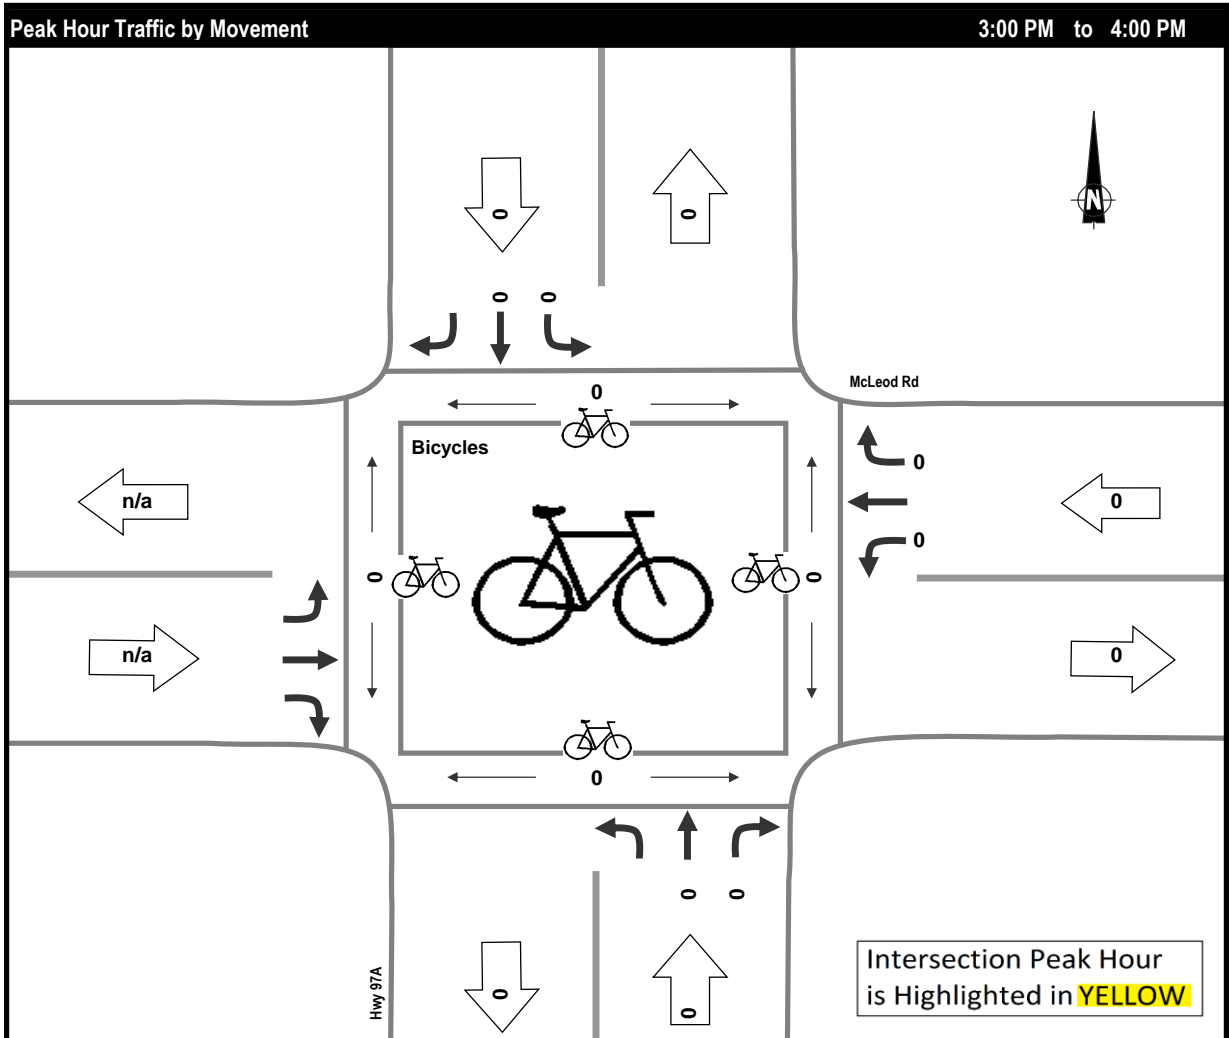 Peak Hour Traffic by Movement 3:00 PM to 4:00 PM
0 0
N
0 0
McLeod Rd
0
Bicycles
0
n/a 0
0
0 0
n/a 0
0
0 0
Hwy 97A
0 0
Intersection Peak Hour
is Highlighted in YELLOW